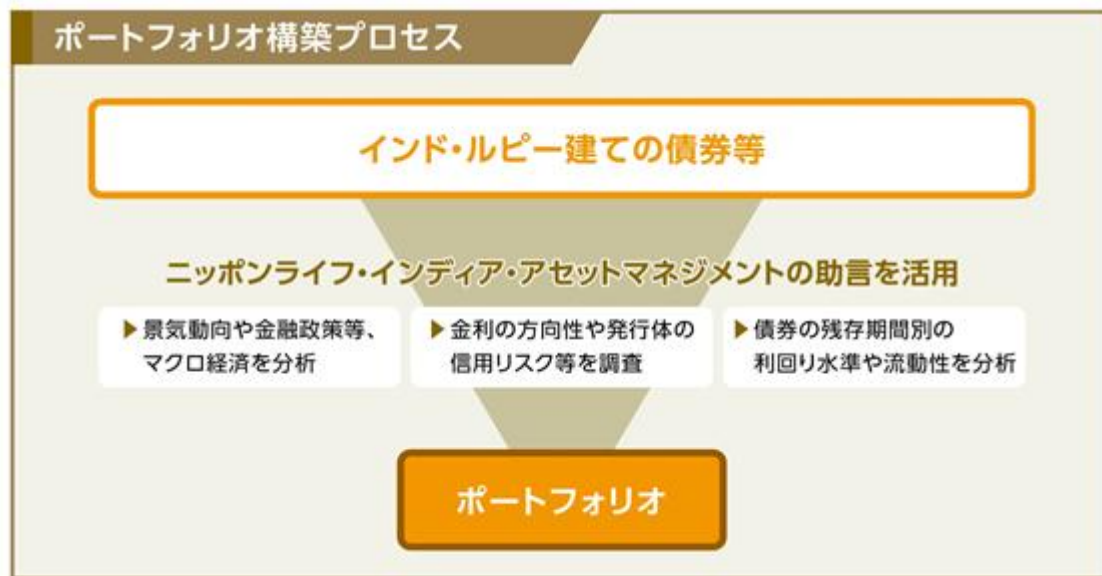 ポートフォリオ構築プロセス
インド・ルピー建ての債券等
ニッポンライフ・インディア・アセットマネジメントの助言を活用
▶景気動向や金融政策等、
マクロ経済を分析
▶金利の方向性や発行体の
信用リスク等を調査
▶債券の残存期間別の
利回り水準や流動性を分析
ポートフォリオ